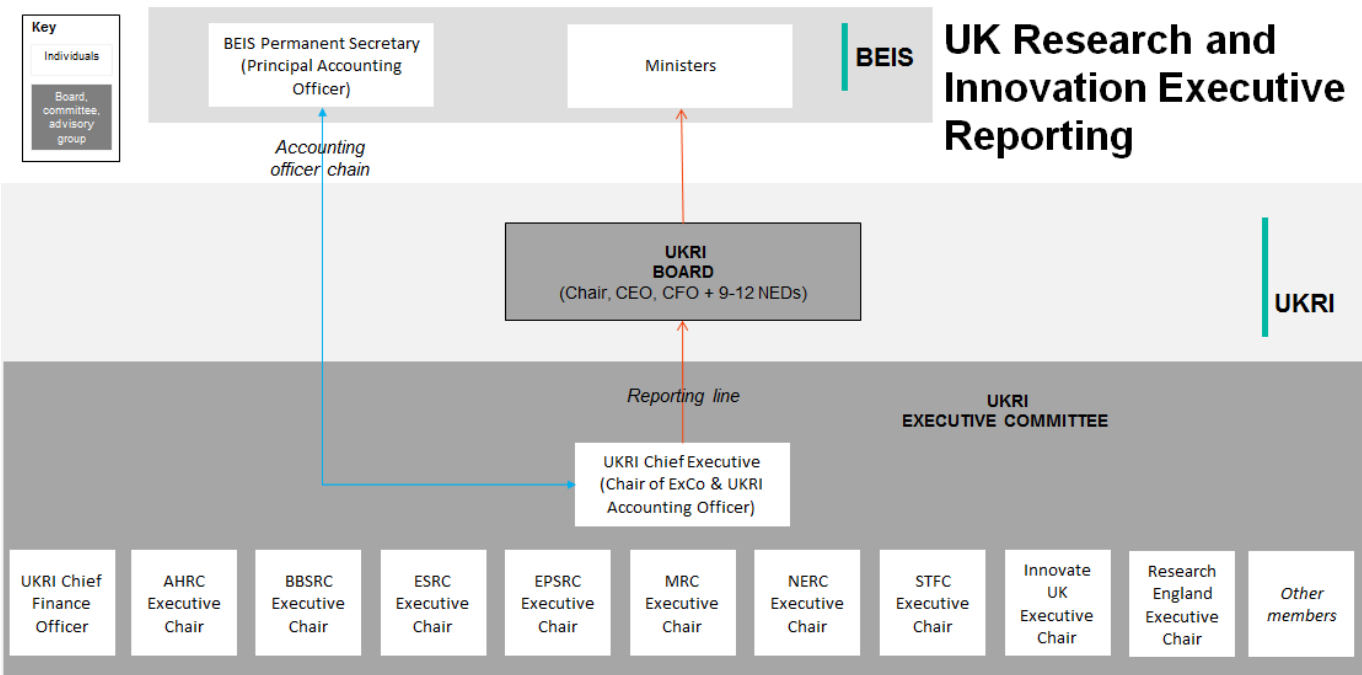 Key
Individuals
Board,
committee,
advisory
group
BEIS Permanent Secretary
(Principal Accounting
Officer)
Ministers
BEIS
UK Research and
Innovation Executive
Reporting
Accounting
officer chain
UKRI
BOARD
(Chair, CEO, CFO + 9-12 NEDs)
UKRI
Reporting line
UKRI
EXECUTIVE COMMITTEE
UKRI Chief Executive
(Chair of ExCo & UKRI
Accounting Officer)
UKRI Chief
Finance
Officer
AHRC
Executive
Chair
BBSRC
Executive
Chair
ESRC
Executive
Chair
EPSRC
Executive
Chair
MRC
Executive
Chair
NERC
Executive
Chair
STFC
Executive
Chair
Innovate
UK
Executive
Chair
Research
England
Executive
Chair
Other
members